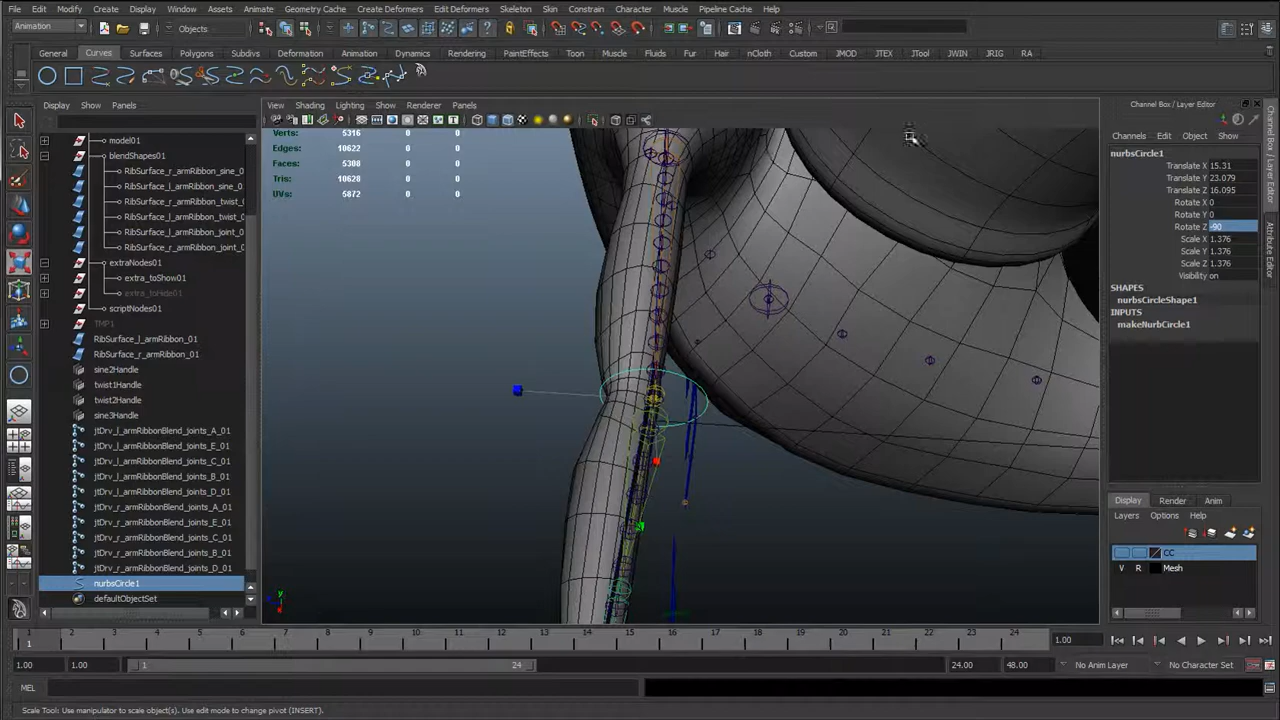 File Edit Modify Create Display Window Assets Animate Geometry Cache Create Deformers Edit Deformers Skeleton Skin Constrain Character Muscle Pipeline Cache Help
Animation Objects
General Curves Surfaces Polygons Subdivs Deformation Animation Dynamics Rendering PaintEffects Toon Muscle Fluids Fur Hair nCloth Custom JMOD JTEX JTool JWIN JRIG RA
Display Show Panels
View Shading Lighting Show Renderer Panels
Channel Box / Layer Editor
Channels Edit Object Show
model01
blendShapes01
RibSurface_l_armRibbon_sine_0
RibSurface_r_armRibbon_twist_0
RibSurface_r_armRibbon_joint_0
extraNodes01
extra_toShow01
extra_toHide01
scriptNodes01
TMP1
RibSurface_l_armRibbon_01
RibSurface_r_armRibbon_01
sine2Handle
twist1Handle
twist2Handle
sine3Handle
jtDrv_l_armRibbonBlend_joints_A_01
jtDrv_l_armRibbonBlend_joints_E_01
jtDrv_l_armRibbonBlend_joints_C_01
jtDrv_l_armRibbonBlend_joints_B_01
jtDrv_l_armRibbonBlend_joints_D_01
jtDrv_r_armRibbonBlend_joints_A_01
jtDrv_r_armRibbonBlend_joints_E_01
jtDrv_r_armRibbonBlend_joints_C_01
jtDrv_r_armRibbonBlend_joints_B_01
jtDrv_r_armRibbonBlend_joints_D_01
nurbsCircle1
defaultObjectSet
Verts: 5316 0 0
Edges: 10622 0 0
Faces: 5308 0 0
Tris: 10628 0 0
UVs: 5872 0 0
y
nurbsCircle1
Translate X 15.31
Translate Y 23.079
Translate Z 16.095
Rotate X 0
Rotate Y 0
Rotate Z -90
Scale X 1.376
Scale Y 1.376
Scale Z 1.376
Visibility on
SHAPES
nurbsCircleShape1
INPUTS
makeNurbCircle1
Channel Box / Layer Editor
Attribute Editor
Display Render Anim
Layers Options Help
CC
V R Mesh
1 2 3 4 5 6 7 8 9 10 11 12 13 14 15 16 17 18 19 20 21 22 23 24
1 1.00
1.00 1.00 1 24 24.00 48.00 No Anim Layer No Character Set
MEL
Scale Tool: Use manipulator to scale object(s). Use edit mode to change pivot (INSERT).